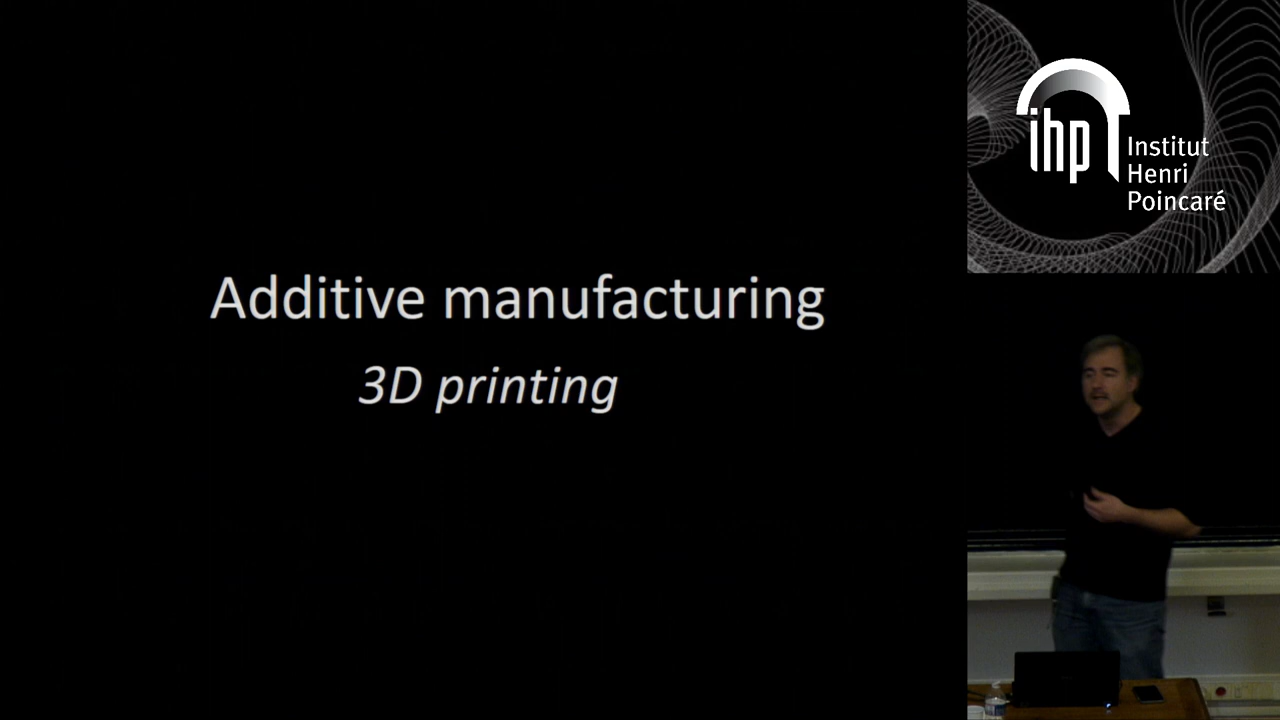 Additive manufacturing
3D printing
ihp
Institut
Henri
Poincaré